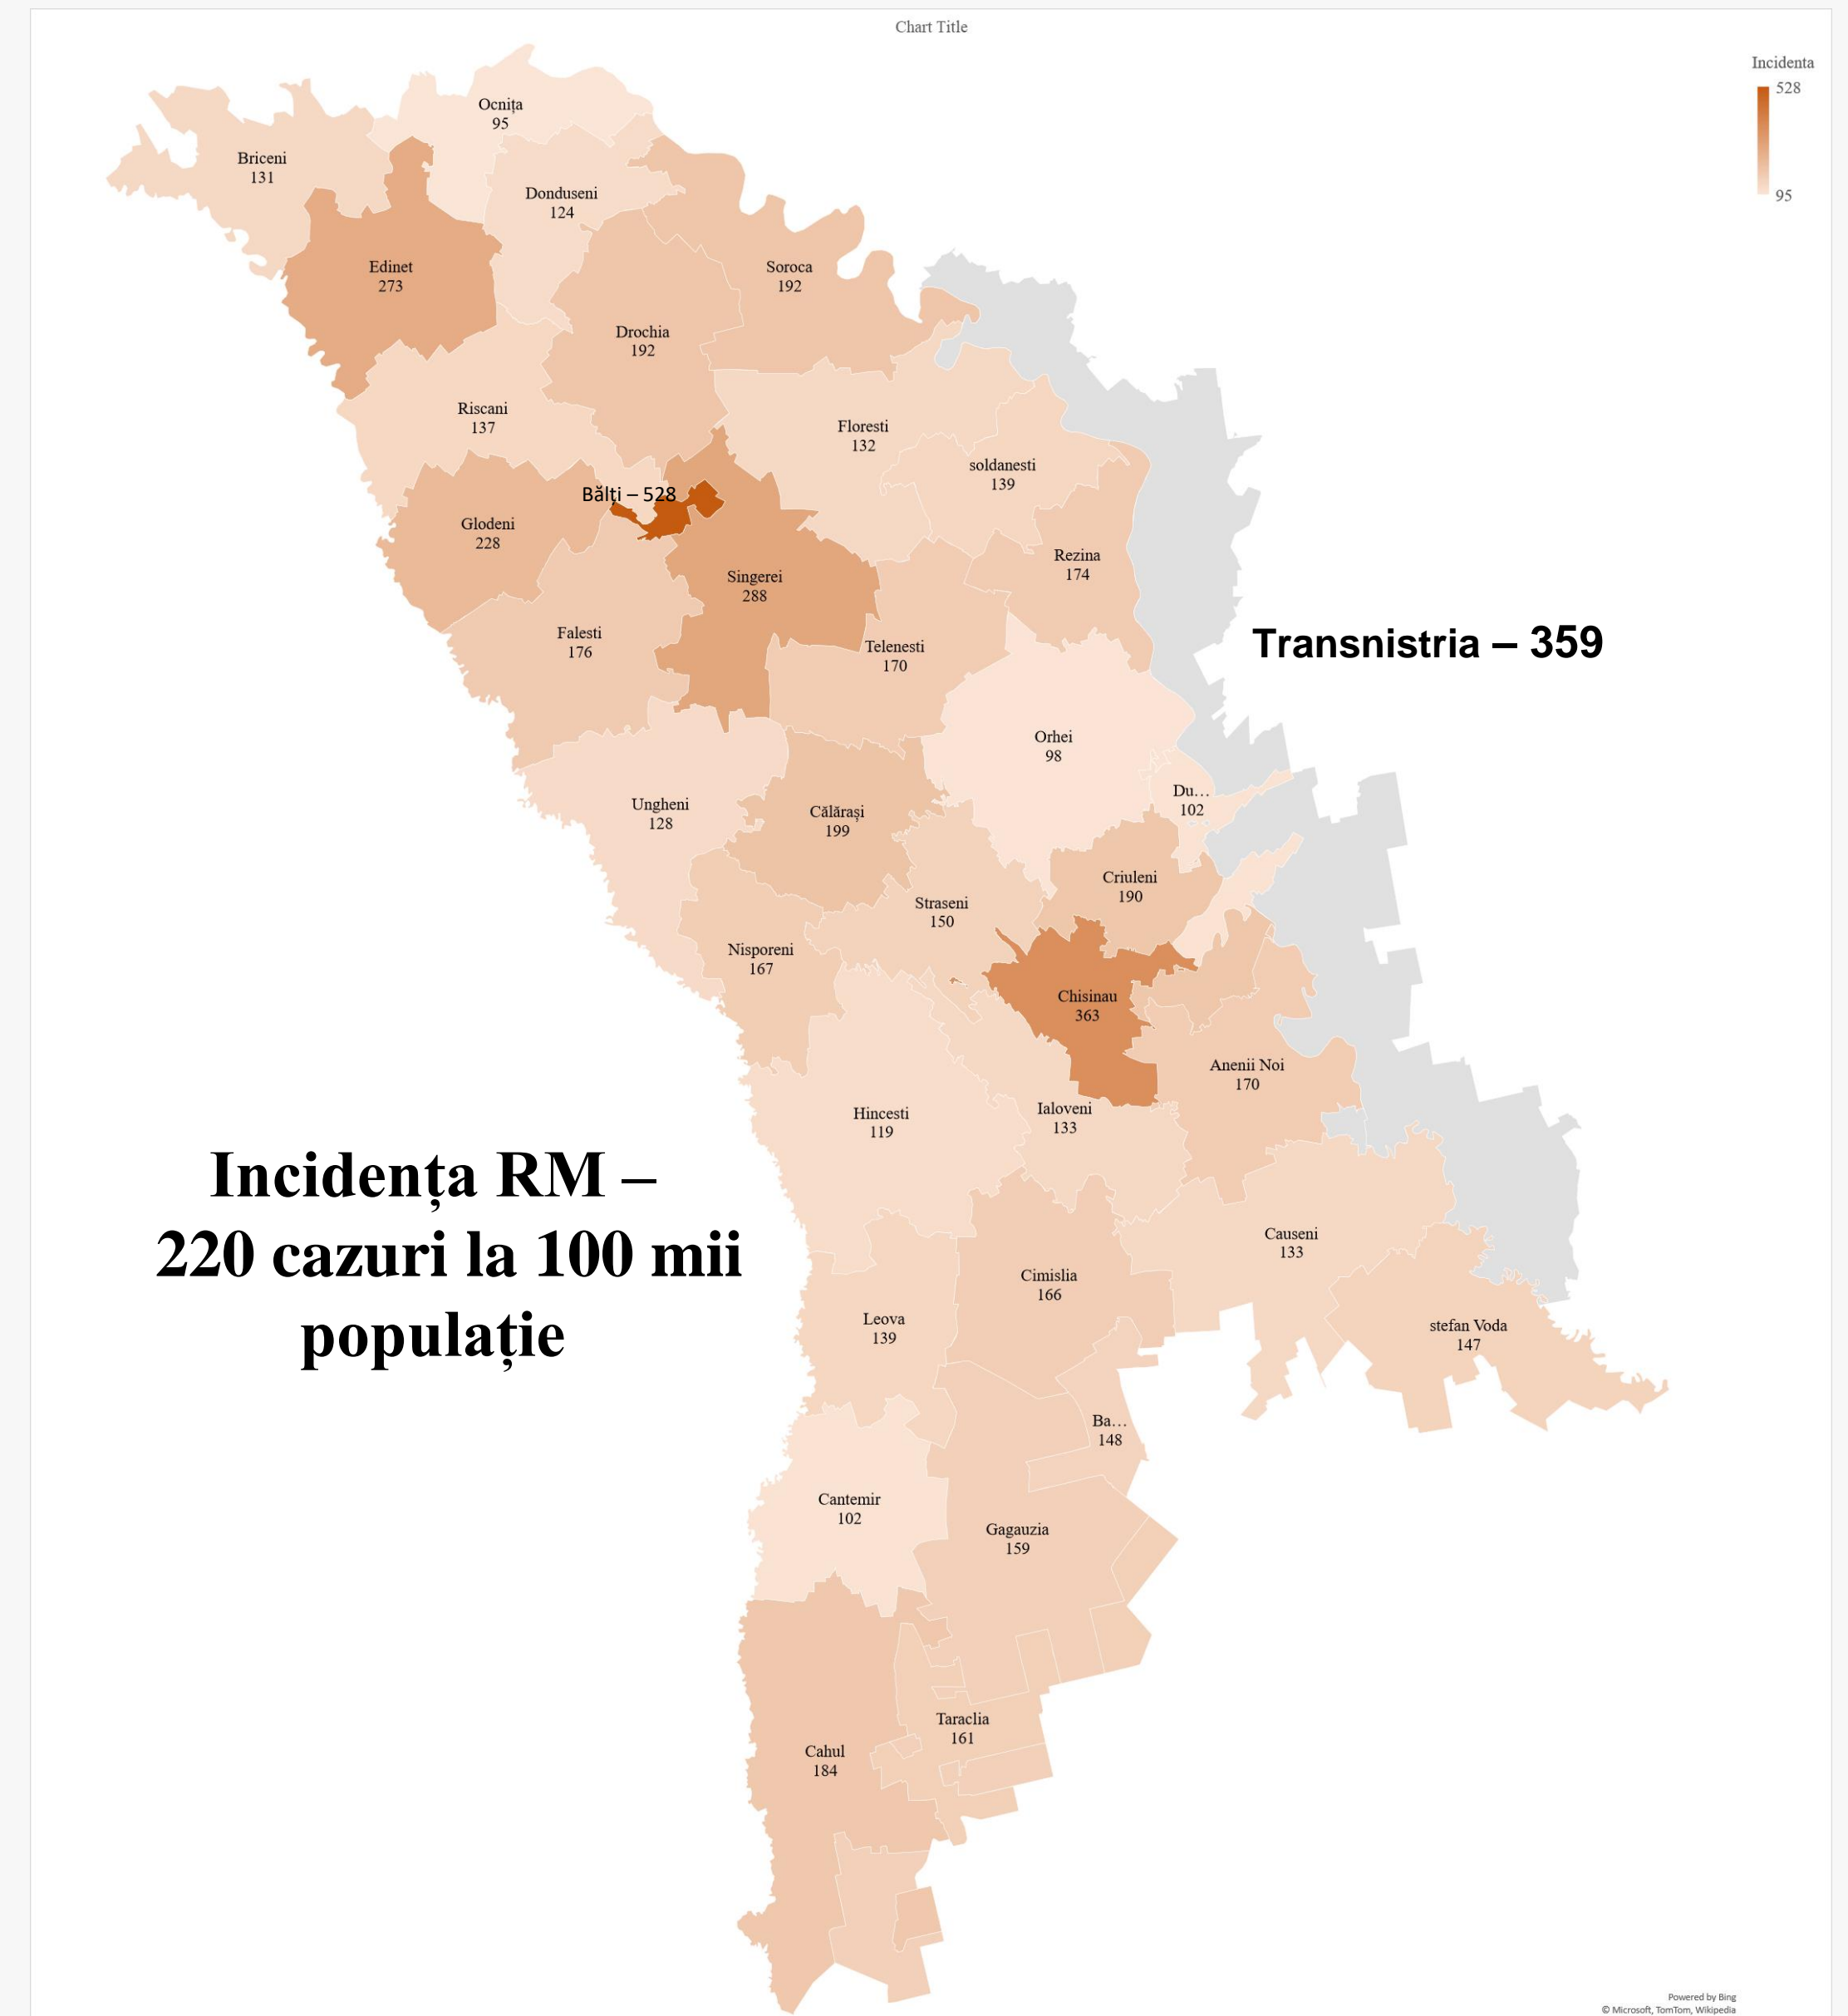 Chart Title
Incidenta
528
95
Ocnița
95
Briceni
131
Donduseni
124
Edinet
273
Soroca
192
Drochia
192
Riscani
137
Floresti
132
soldanesti
139
Bălți – 528
Glodeni
228
Rezina
174
Singerei
288
Falesti
176
Telenesti
170
Transnistria – 359
Orhei
98
Du...
102
Ungheni
128
Călărași
199
Criuleni
190
Straseni
150
Nisporeni
167
Chisinau
363
Anenii Noi
170
Hincesti
119
Ialoveni
133
Incidența RM –
220 cazuri la 100 mii
populație
Causeni
133
Cimislia
166
Leova
139
stefan Voda
147
Ba...
148
Cantemir
102
Gagauzia
159
Taraclia
161
Cahul
184
Powered by Bing
© Microsoft, TomTom, Wikipedia